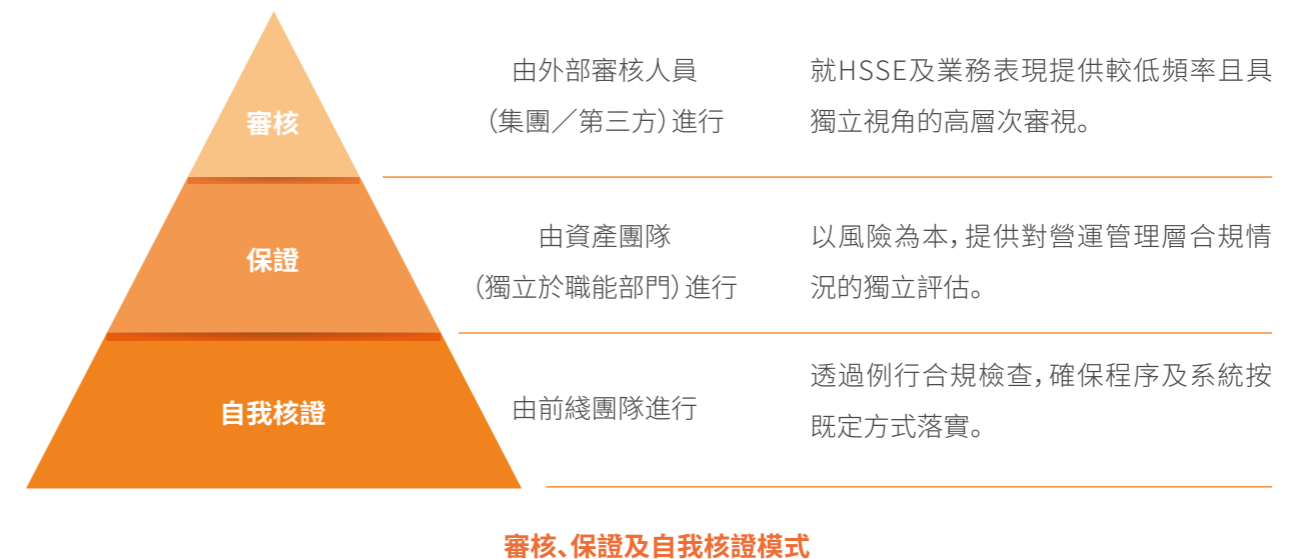 審核
由外部審核人員
（集團／第三方）進行
就HSSE及業務表現提供較低頻率且具
獨立視角的高層次審視。
保證
由資產團隊
（獨立於職能部門）進行
以風險為本，提供對營運管理層合規情
況的獨立評估。
自我核證
由前綫團隊進行
透過例行合規檢查，確保程序及系統按
既定方式落實。
審核、保證及自我核證模式